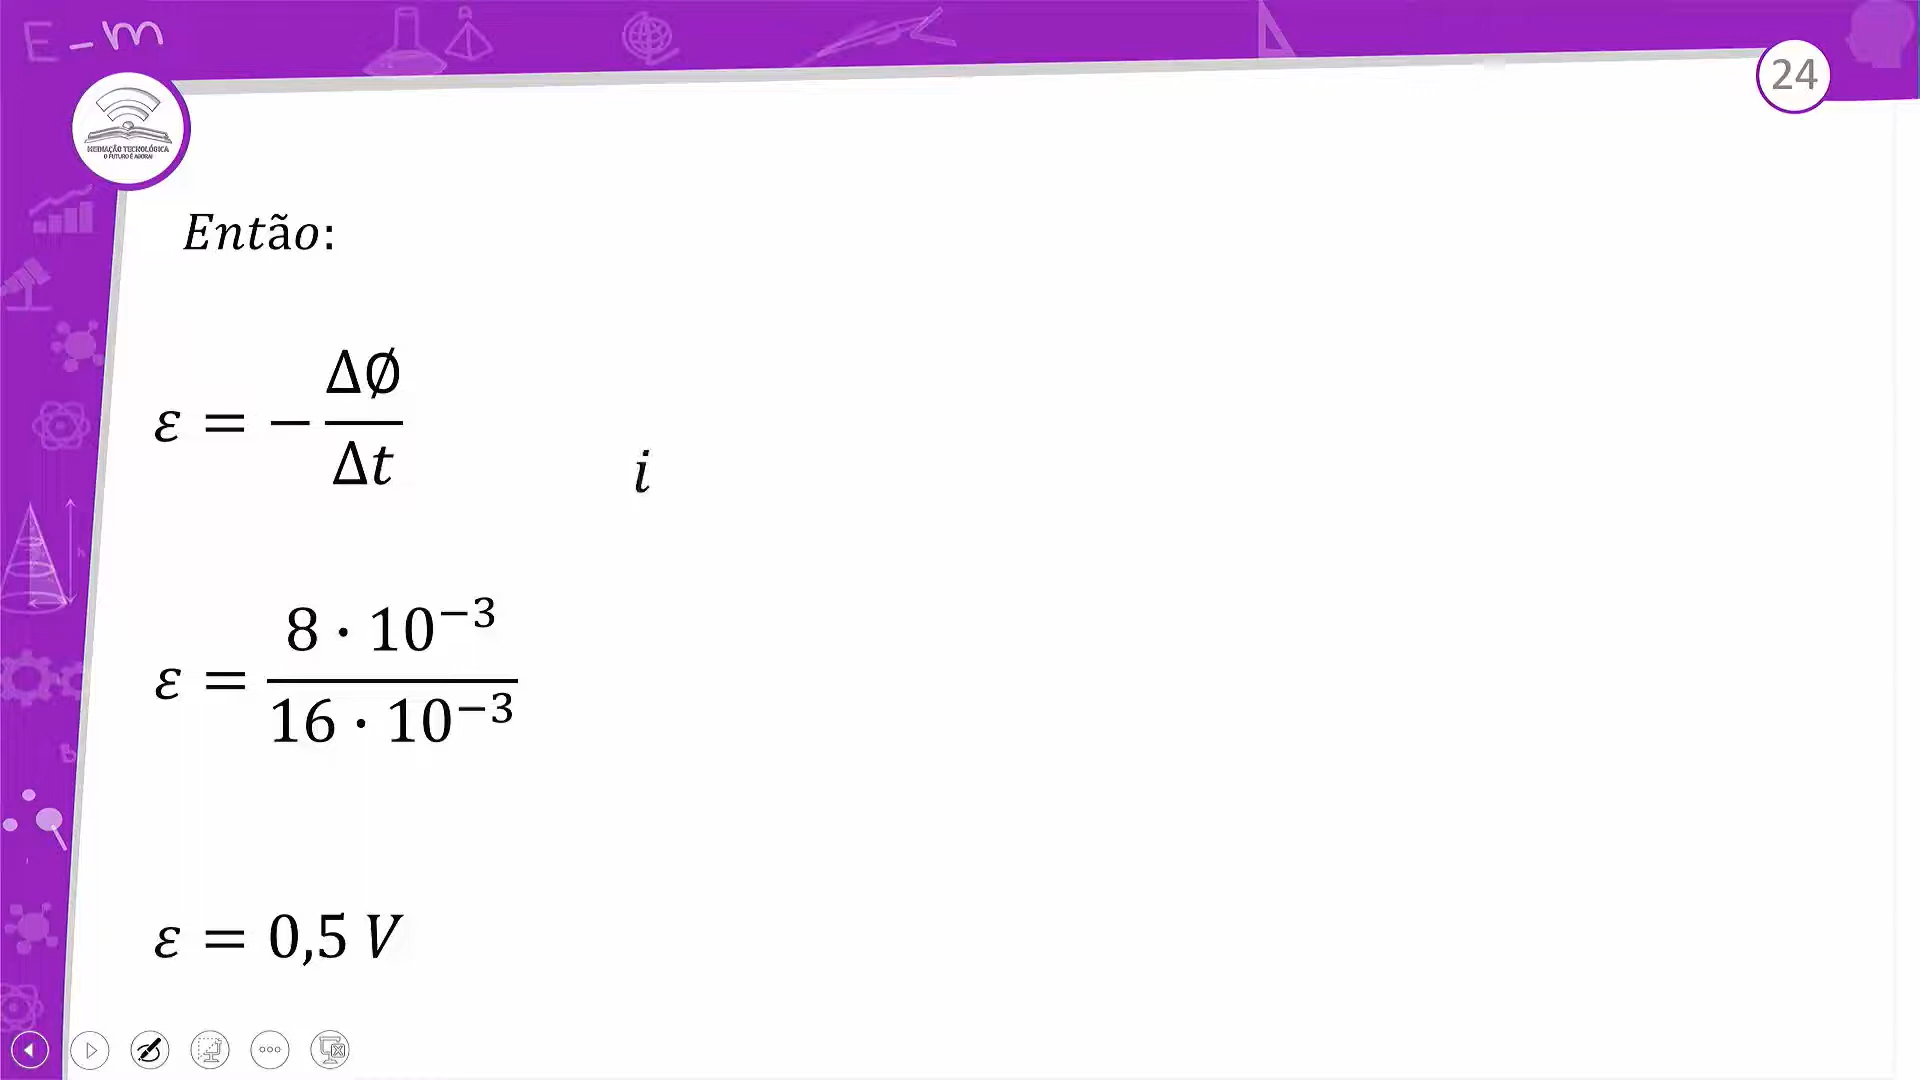 E-m
24
MEDIAÇÃO TECNOLÓGICA
O FUTURO É AGORA!
Então:
ε = −ΔØ/Δt
i
ε = 8 · 10⁻³/16 · 10⁻³
ε = 0,5 V